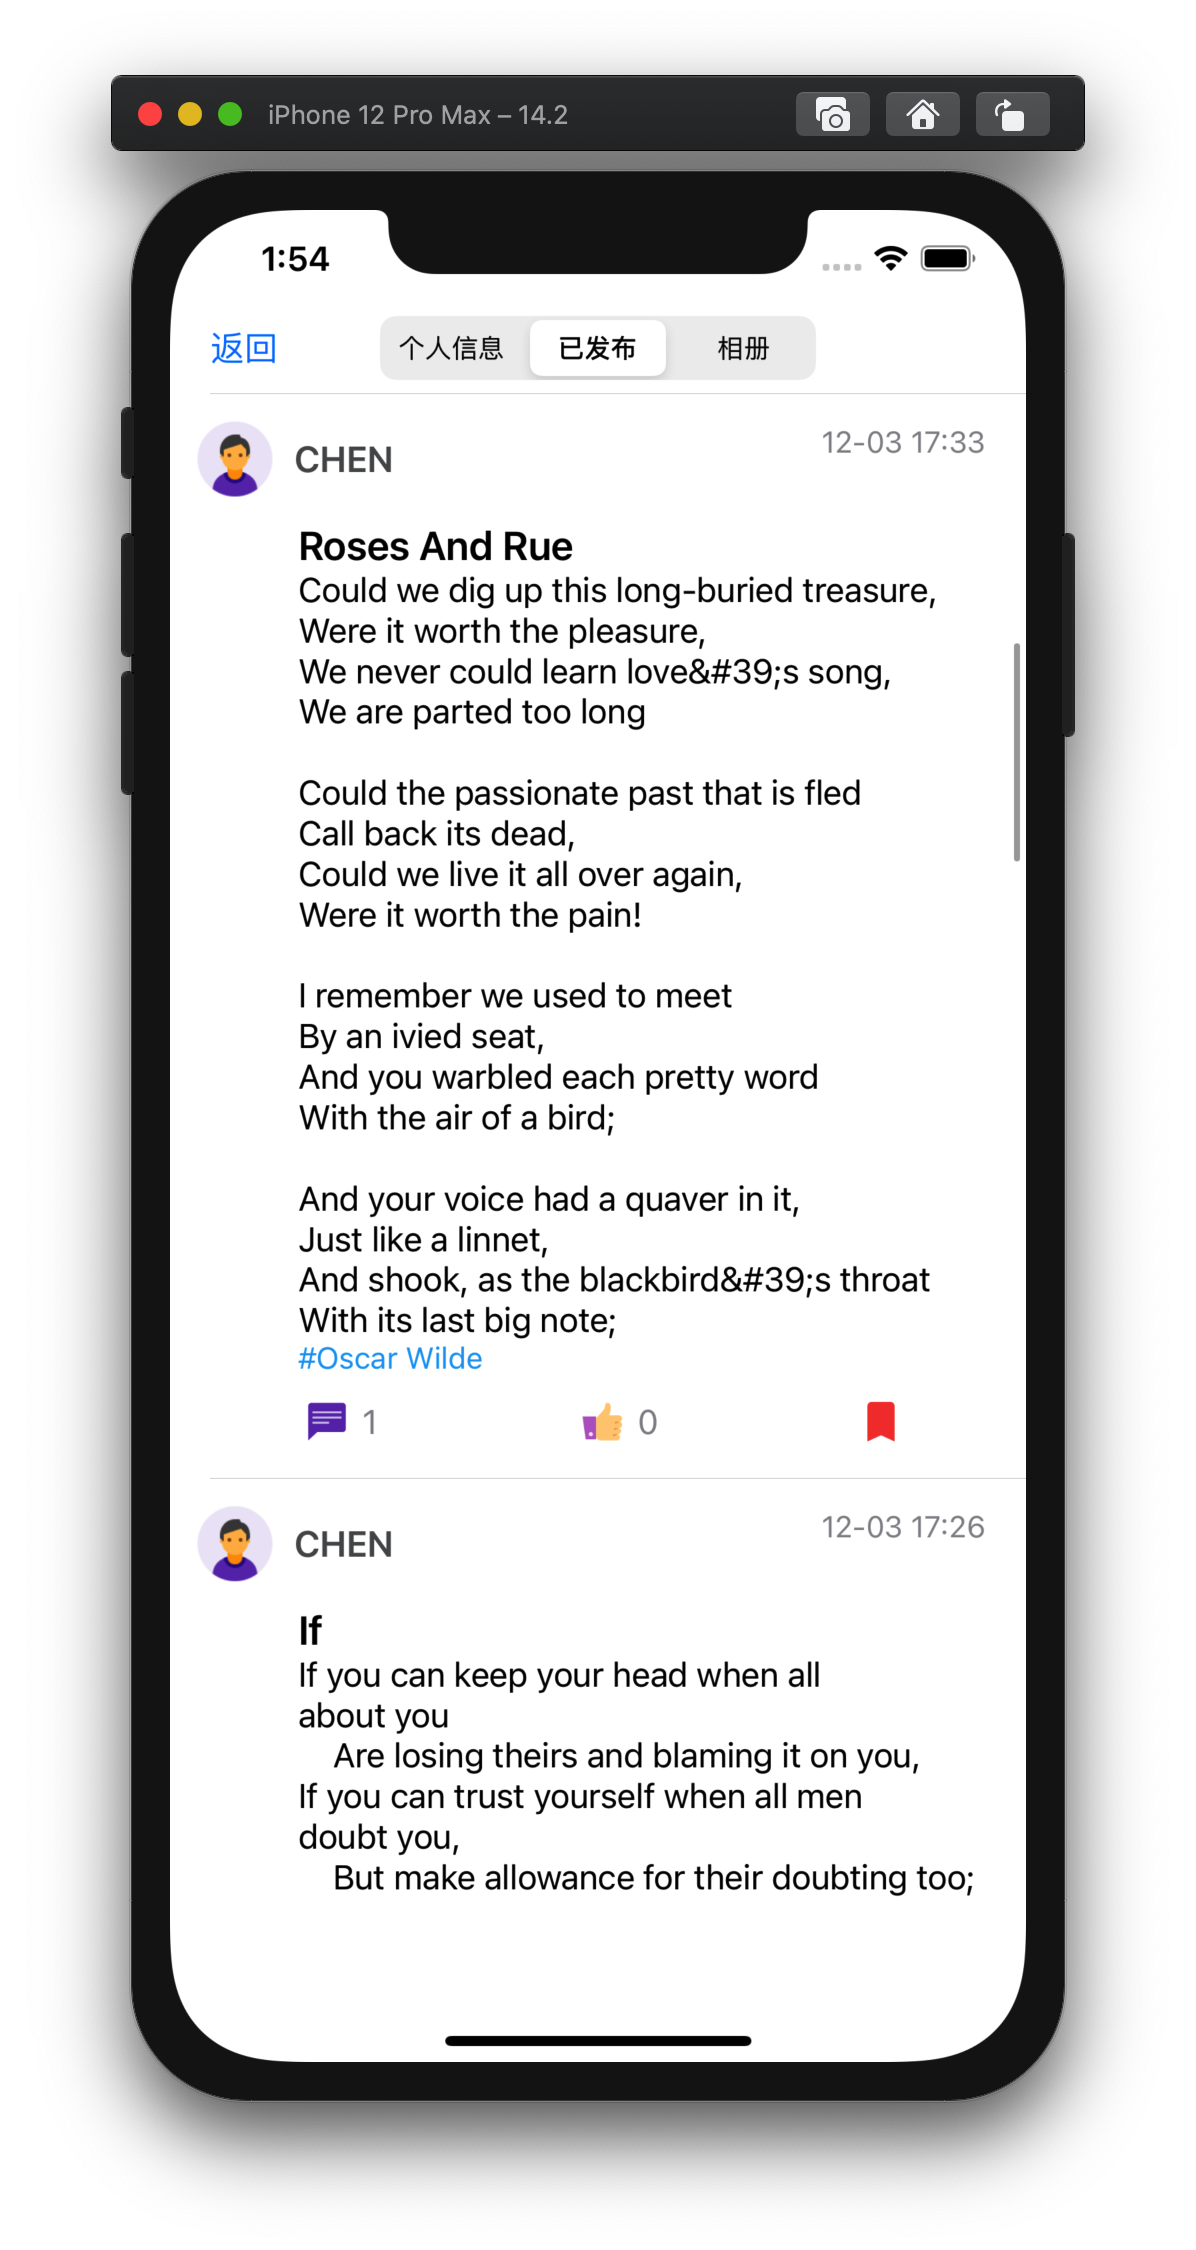 iPhone 12 Pro Max – 14.2
1:54
返回
个人信息
已发布
相册
CHEN
12-03 17:33
Roses And Rue
Could we dig up this long-buried treasure,
Were it worth the pleasure,
We never could learn love&#39;s song,
We are parted too long
Could the passionate past that is fled
Call back its dead,
Could we live it all over again,
Were it worth the pain!
I remember we used to meet
By an ivied seat,
And you warbled each pretty word
With the air of a bird;
And your voice had a quaver in it,
Just like a linnet,
And shook, as the blackbird&#39;s throat
With its last big note;
#Oscar Wilde
1
0
CHEN
12-03 17:26
If
If you can keep your head when all
about you
Are losing theirs and blaming it on you,
If you can trust yourself when all men
doubt you,
But make allowance for their doubting too;